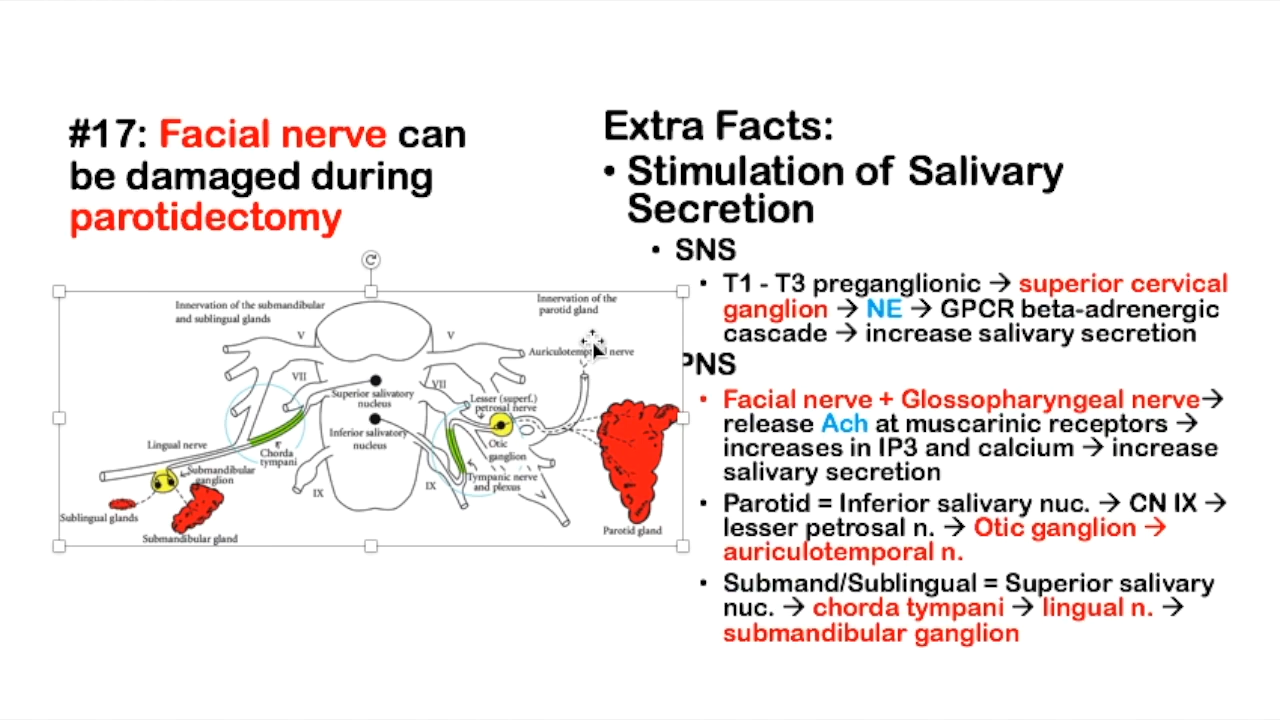 #17: Facial nerve can
be damaged during
parotidectomy
Extra Facts:
• Stimulation of Salivary
Secretion
• SNS
• T1 - T3 preganglionic → superior cervical
ganglion → NE → GPCR beta-adrenergic
cascade → increase salivary secretion
PNS
• Facial nerve + Glossopharyngeal nerve→
release Ach at muscarinic receptors →
increases in IP3 and calcium → increase
salivary secretion
• Parotid = Inferior salivary nuc. → CN IX →
lesser petrosal n. → Otic ganglion →
auriculotemporal n.
• Submand/Sublingual = Superior salivary
nuc. → chorda tympani → lingual n. →
submandibular ganglion
Innervation of the submandibular
and sublingual glands
Innervation of the
parotid gland
V
V
Auriculotemporal nerve
VII
VII
Superior salivatory
nucleus
Lesser (superf.)
petrosal nerve
Inferior salivatory
nucleus
Otic
ganglion
Lingual nerve
Chorda
tympani
Submandibular
ganglion
Tympanic nerve
and plexus
IX
IX
V
Sublingual glands
Submandibular gland
Parotid gland